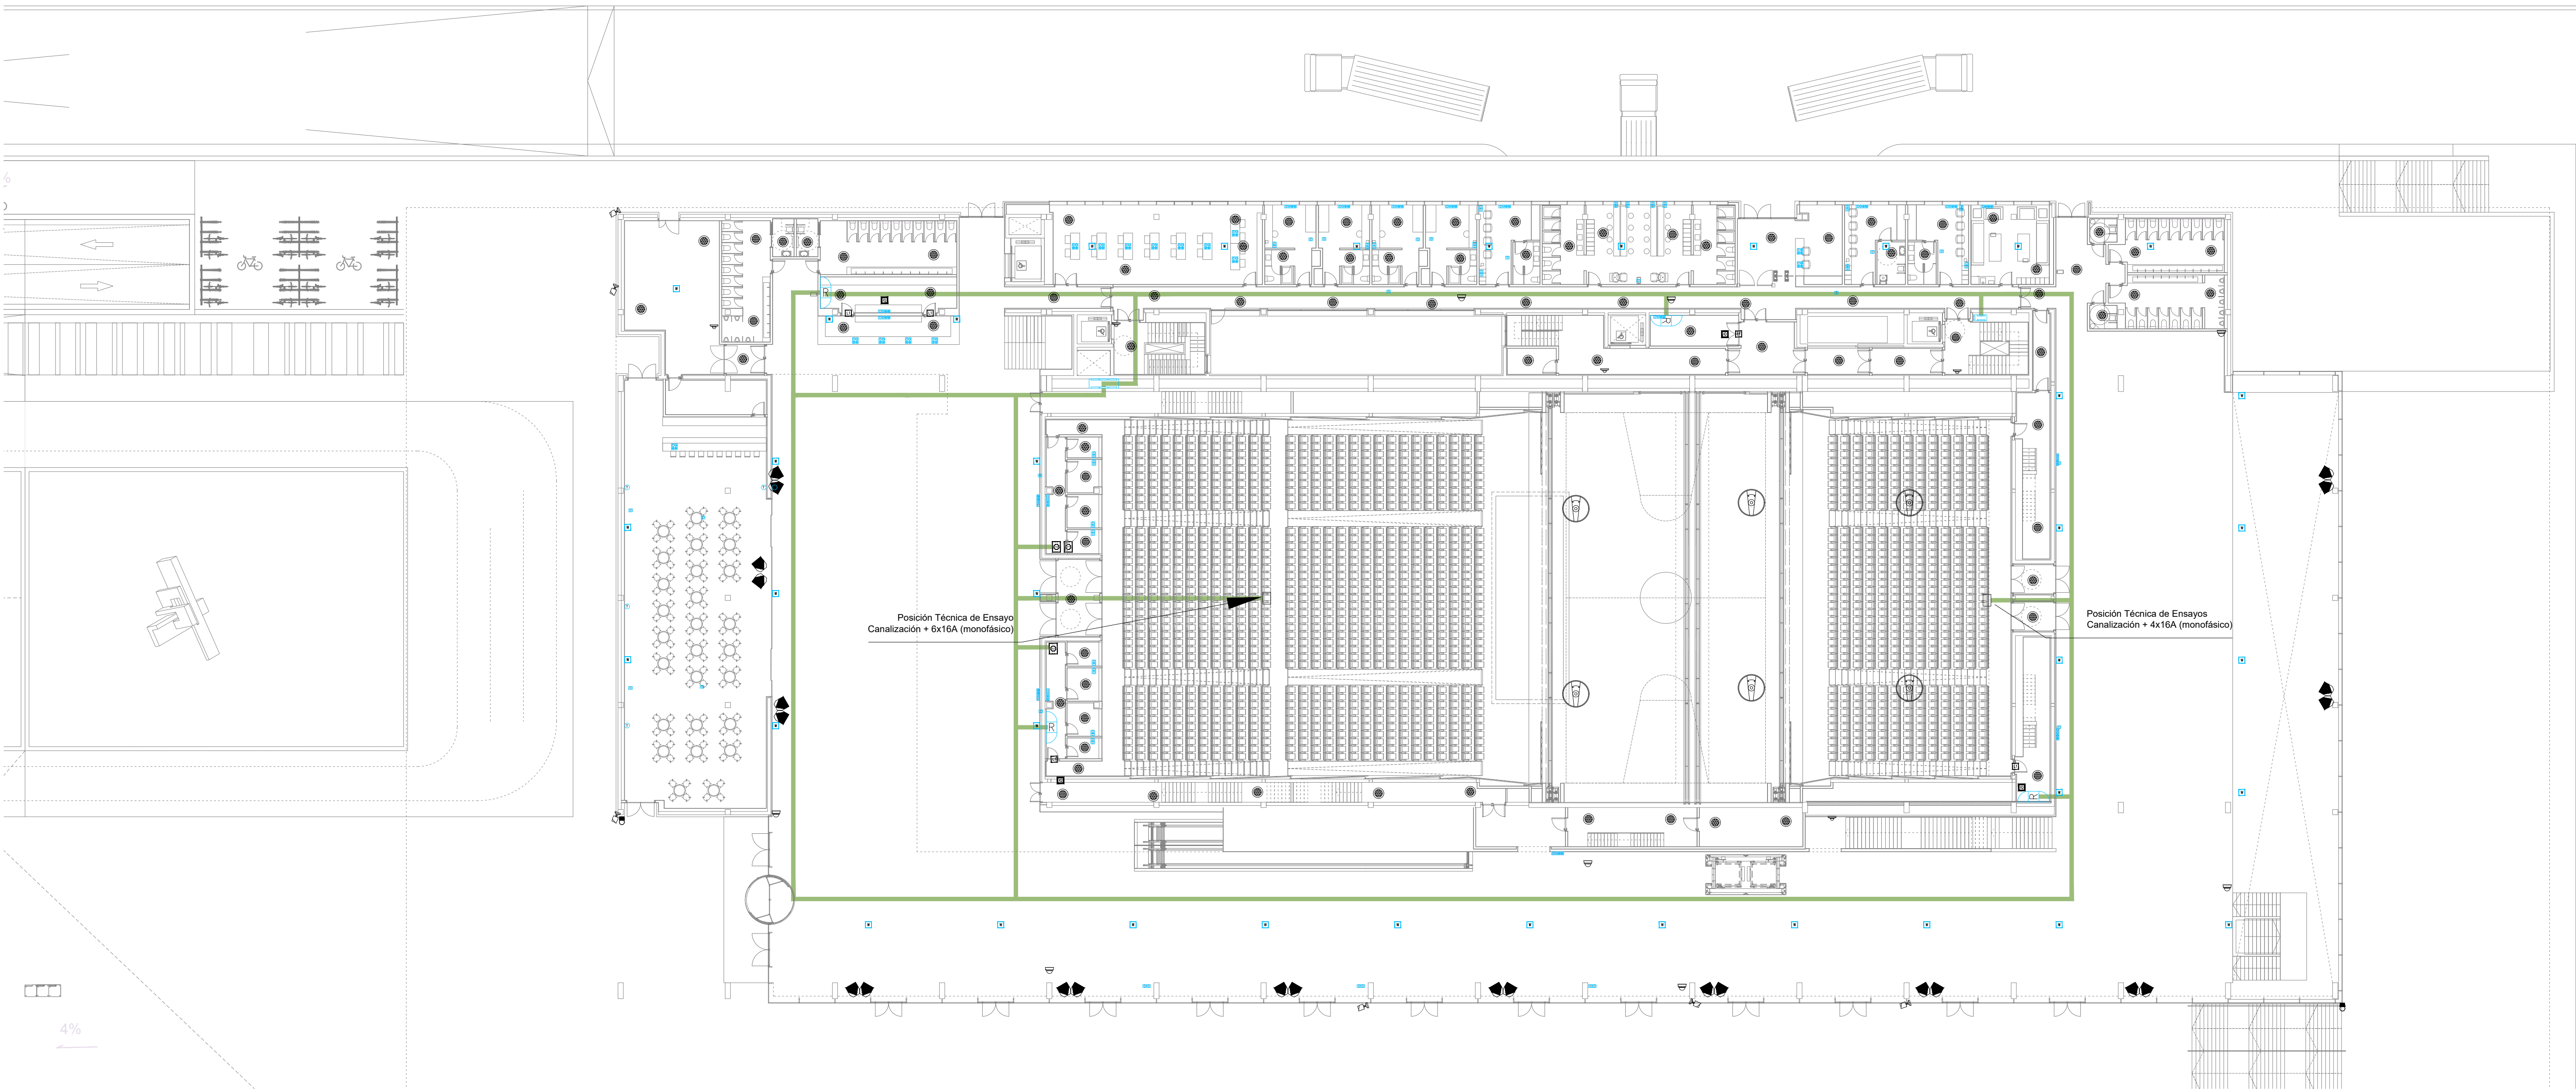 Posición Técnica de Ensayo
Canalización + 6x16A (monofásico)
Posición Técnica de Ensayos
Canalización + 4x16A (monofásico)
R
R
R
R
4%